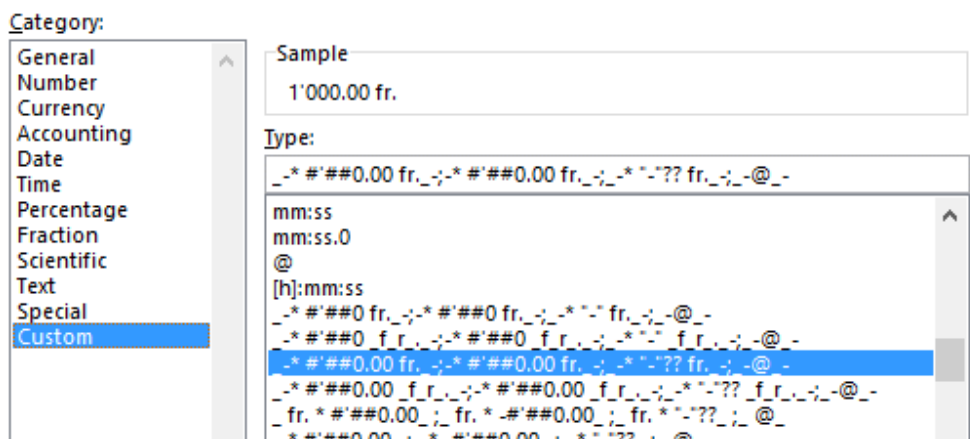 Category:
General
Number
Currency
Accounting
Date
Time
Percentage
Fraction
Scientific
Text
Special
Custom
Sample
1'000.00 fr.
Type:
_-* #'##0.00 fr._-;-* #'##0.00 fr._-;_-* "-"?? fr._-;_-@_-
mm:ss
mm:ss.0
@
[h]:mm:ss
_-* #'##0 fr._-;-* #'##0 fr._-;_-* "-" fr._-;_-@_-
_-* #'##0 _f_r_._-;-* #'##0 _f_r_._-;_-* "-" _f_r_._-;_-@_-
_-* #'##0.00 fr._-;-* #'##0.00 fr._-;_-* "-"?? fr._-;_-@_-
_-* #'##0.00 _f_r_._-;-* #'##0.00 _f_r_._-;_-* "-"?? _f_r_._-;_-@_-
_ fr. * #'##0.00_ ;_ fr. * -#'##0.00_ ;_ fr. * "-"??_ ;_ @_